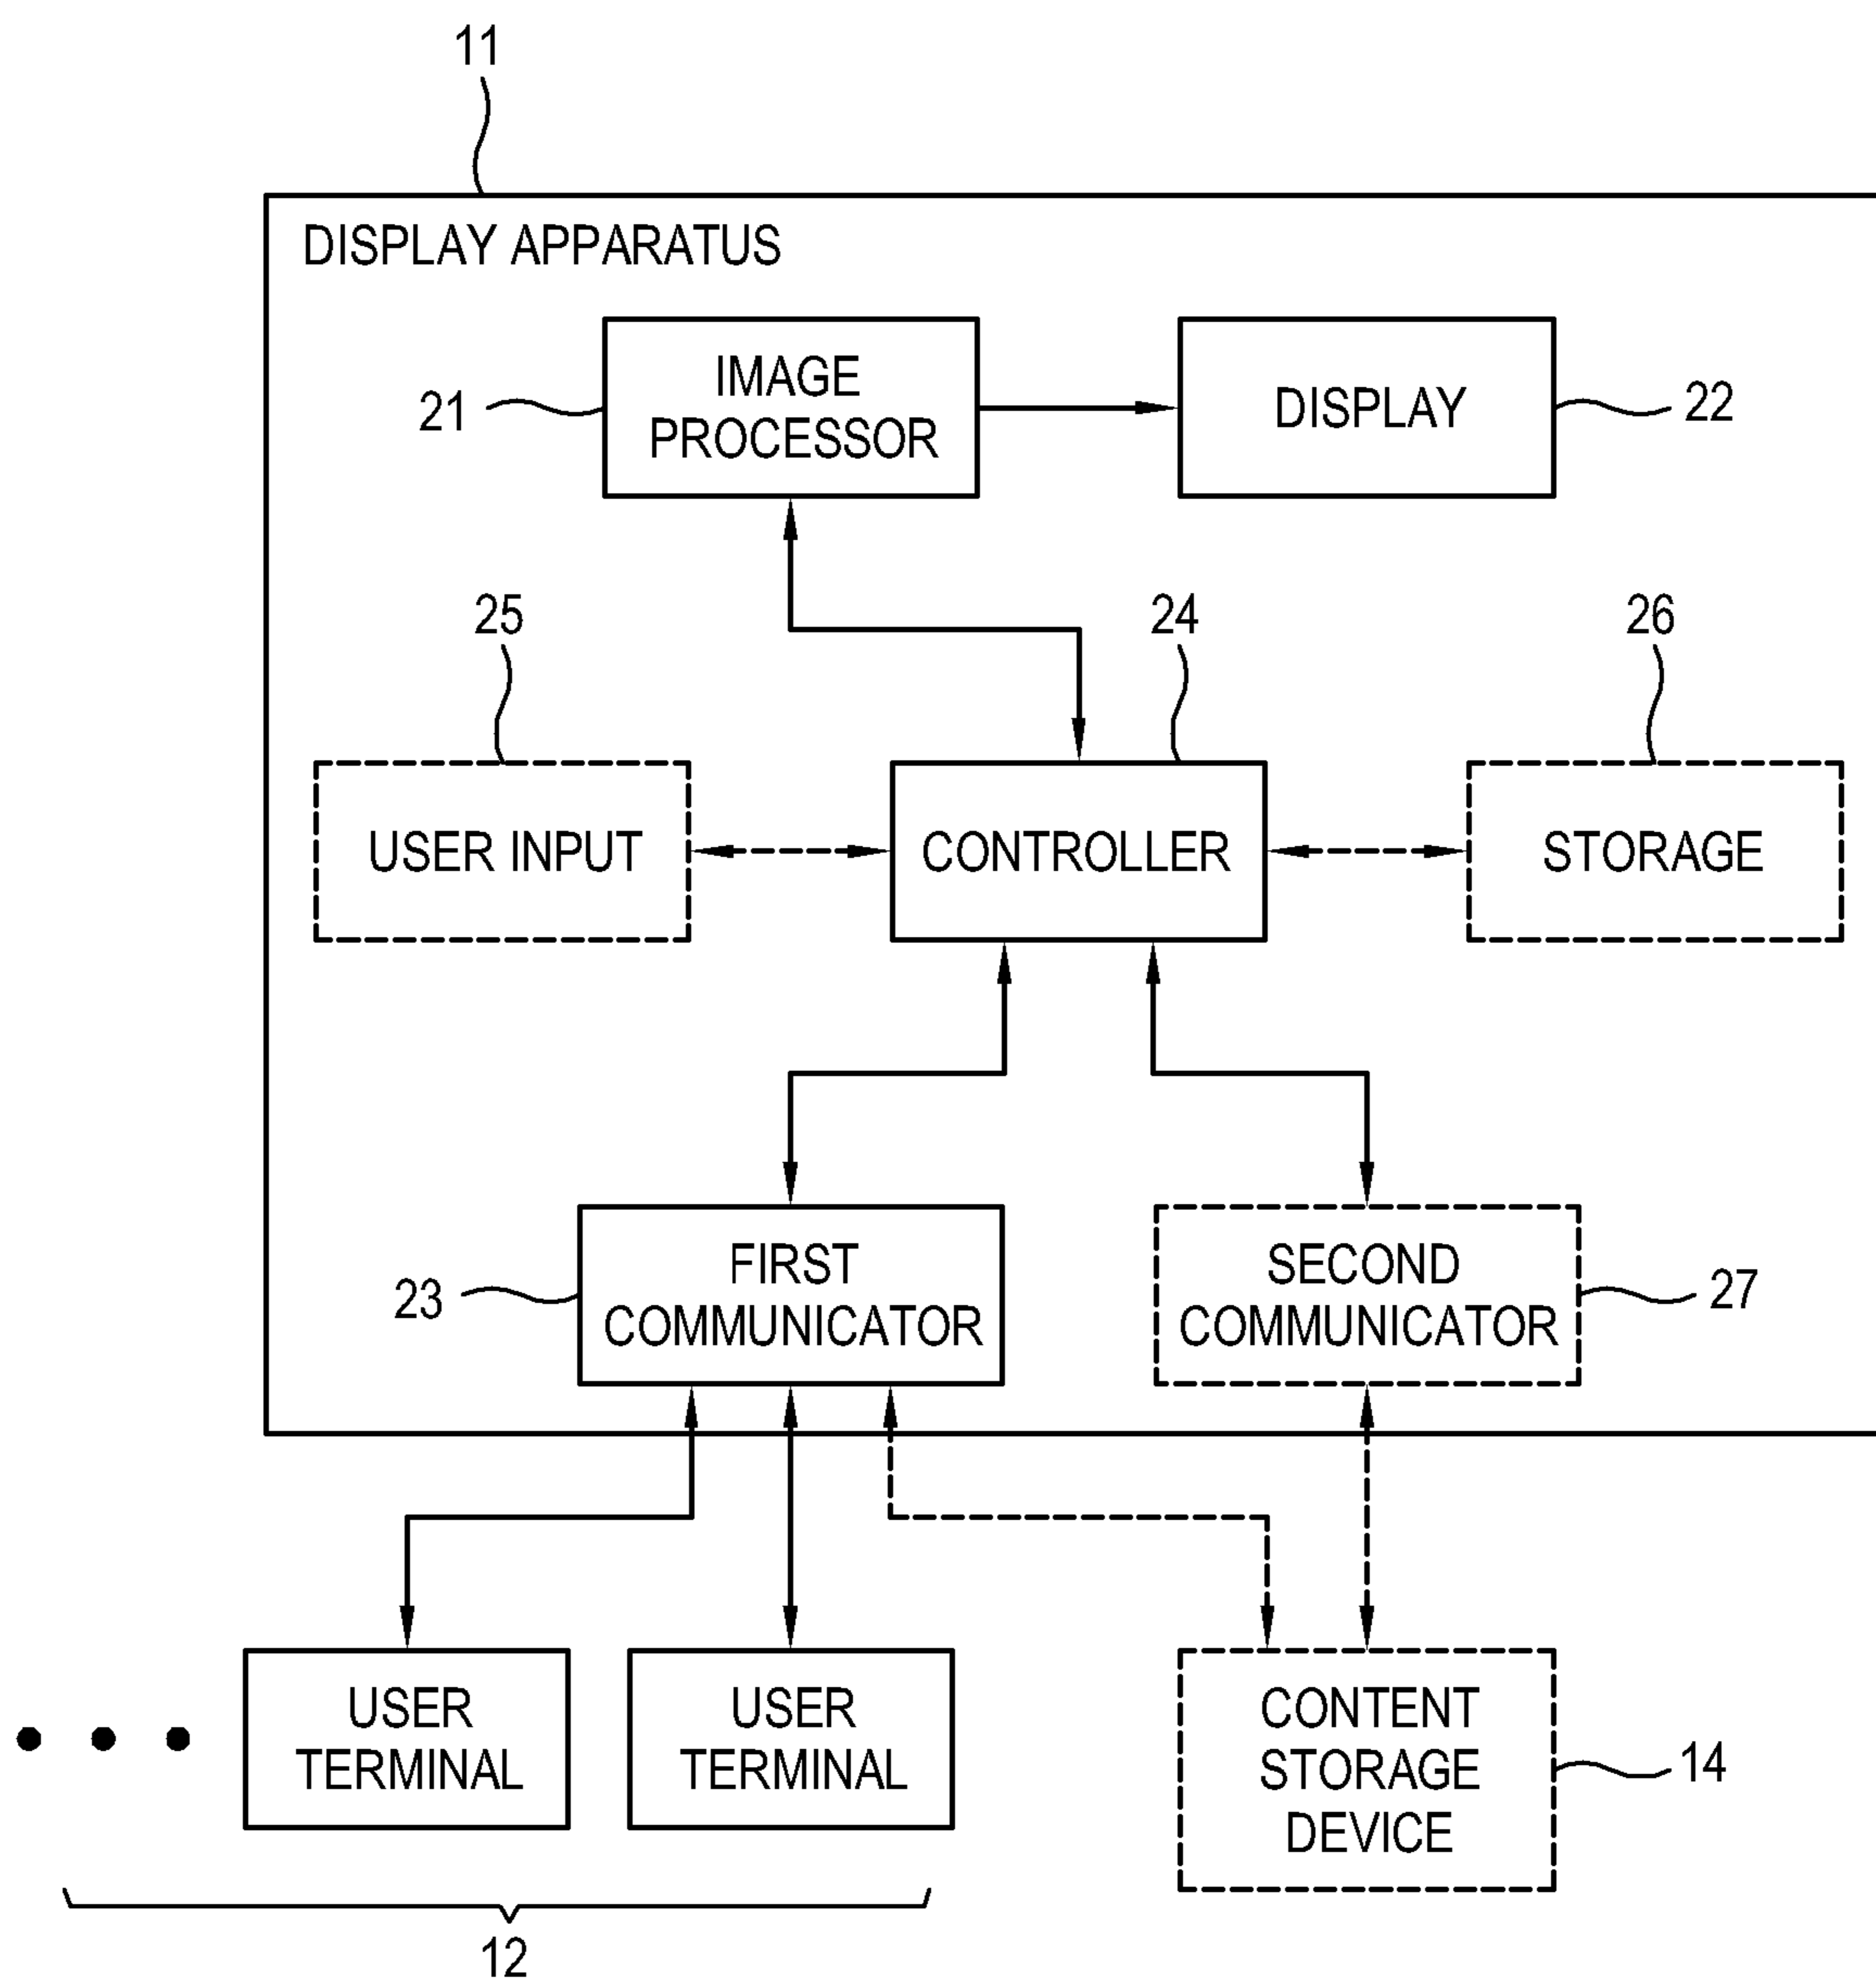 11
DISPLAY APPARATUS
IMAGE
PROCESSOR
21
DISPLAY
22
25
24
26
USER INPUT
CONTROLLER
STORAGE
FIRST
COMMUNICATOR
23
SECOND
COMMUNICATOR
27
USER
TERMINAL
USER
TERMINAL
CONTENT
STORAGE
DEVICE
14
12